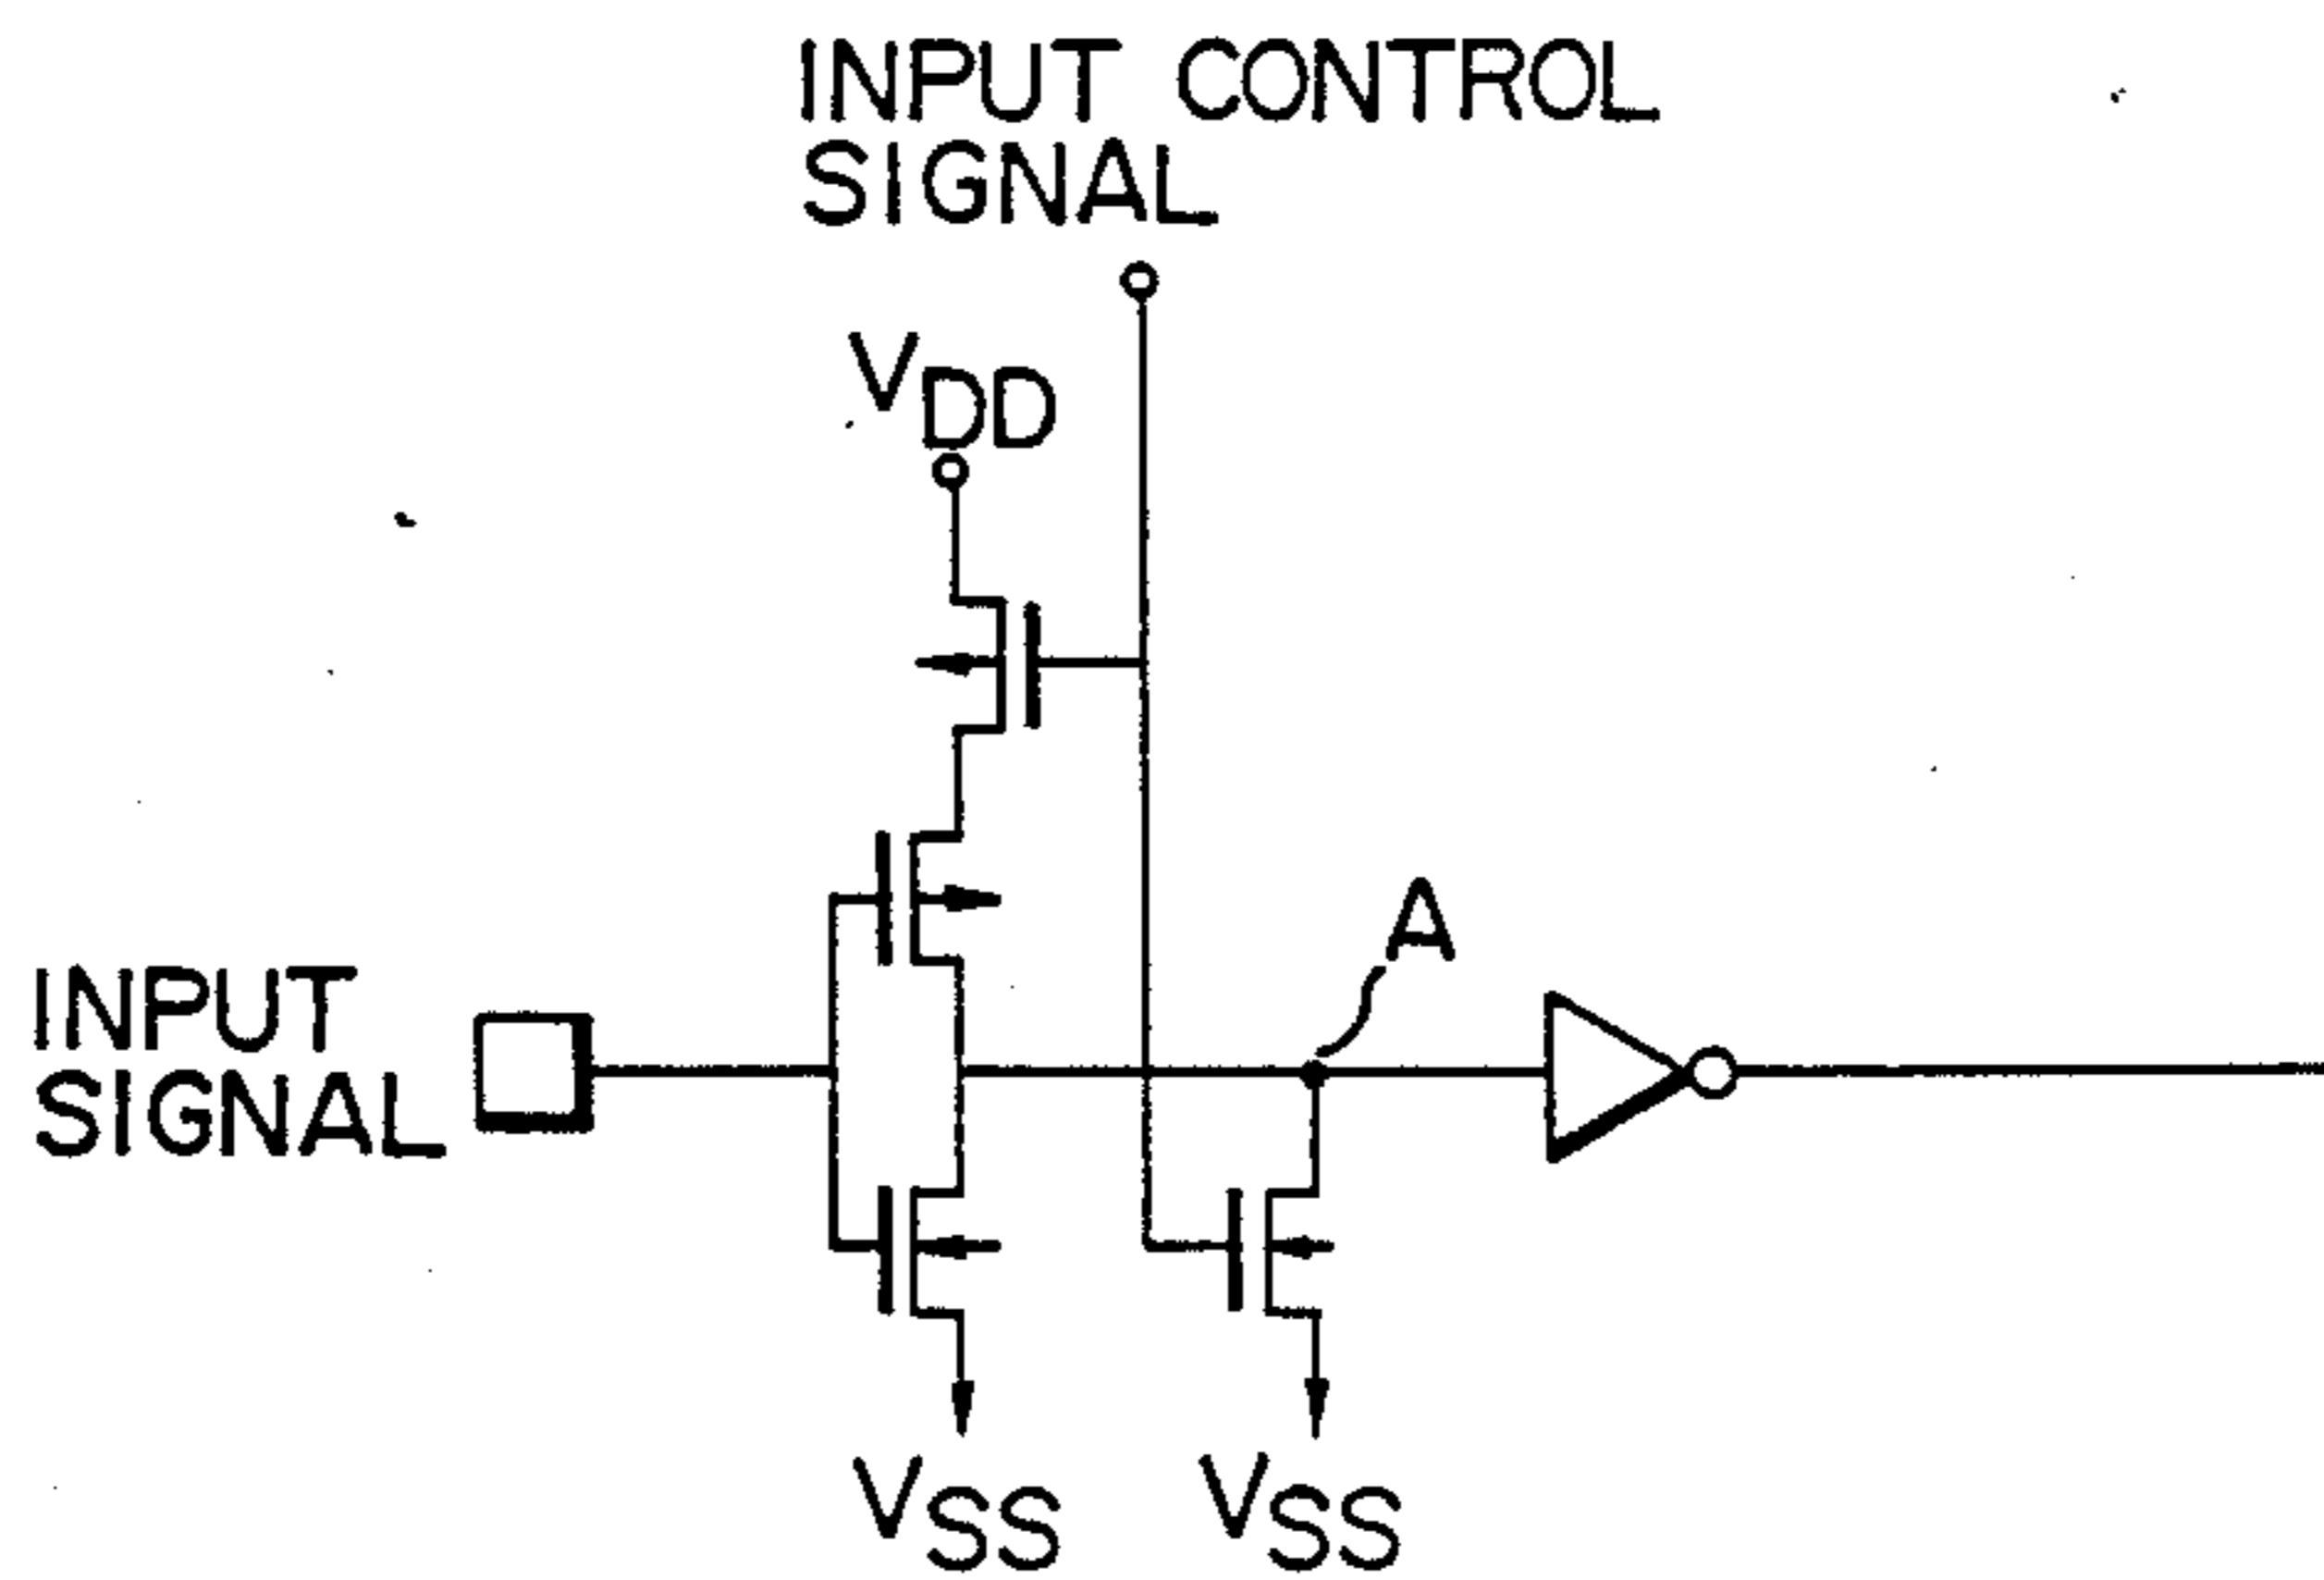 INPUT CONTROL
SIGNAL
VDD
A
INPUT
SIGNAL
VSS
VSS